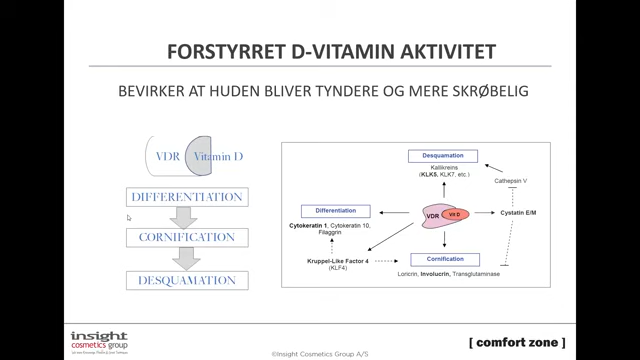 FORSTYRRET D-VITAMIN AKTIVITET
BEVIRKER AT HUDEN BLIVER TYNDERE OG MERE SKRØBELIG
VDR
Vitamin D
DIFFERENTIATION
CORNIFICATION
DESQUAMATION
Desquamation
Kallikreins
(KLK5, KLK7, etc.)
Cathepsin V
Differentiation
Cytokeratin 1, Cytokeratin 10,
Filaggrin
VDR
Vit D
Cystatin E/M
Kruppel-Like Factor 4
(KLF4)
Cornification
Loricrin, Involucrin, Transglutaminase
insight
cosmetics group
©Insight Cosmetics Group A/S
[ comfort zone ]